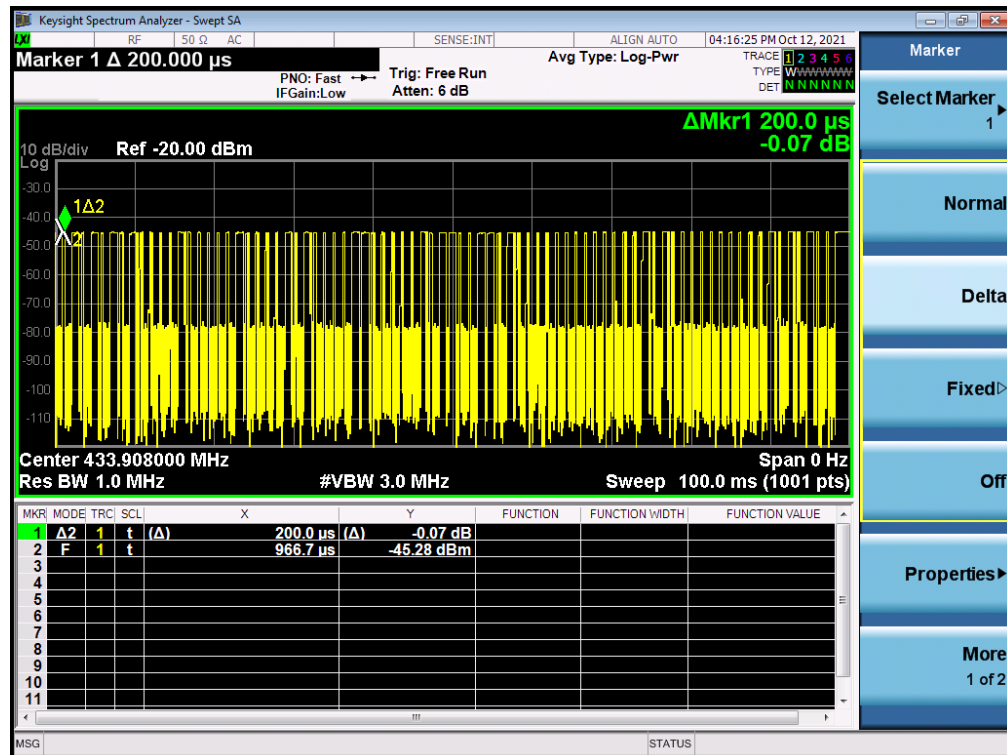 Keysight Spectrum Analyzer - Swept SA
LXI RF 50 Ω AC SENSE:INT ALIGN AUTO 04:16:25 PM Oct 12, 2021
Marker 1 Δ 200.000 µs
PNO: Fast
IFGain:Low
Trig: Free Run
Atten: 6 dB
Avg Type: Log-Pwr
TRACE 1 2 3 4 5 6
TYPE WWWWWW
DET N N N N N N
ΔMkr1 200.0 µs
-0.07 dB
10 dB/div Ref -20.00 dBm
Log
-30.0
-40.0
-50.0
-60.0
-70.0
-80.0
-90.0
-100
-110
1Δ2
2
Center 433.908000 MHz Span 0 Hz
Res BW 1.0 MHz #VBW 3.0 MHz Sweep 100.0 ms (1001 pts)
MKR MODE TRC SCL X Y FUNCTION FUNCTION WIDTH FUNCTION VALUE
1 Δ2 1 t (Δ) 200.0 µs (Δ) -0.07 dB
2 F 1 t 966.7 µs -45.28 dBm
3
4
5
6
7
8
9
10
11
MSG STATUS
Marker
Select Marker
1
Normal
Delta
Fixed
Off
Properties
More
1 of 2